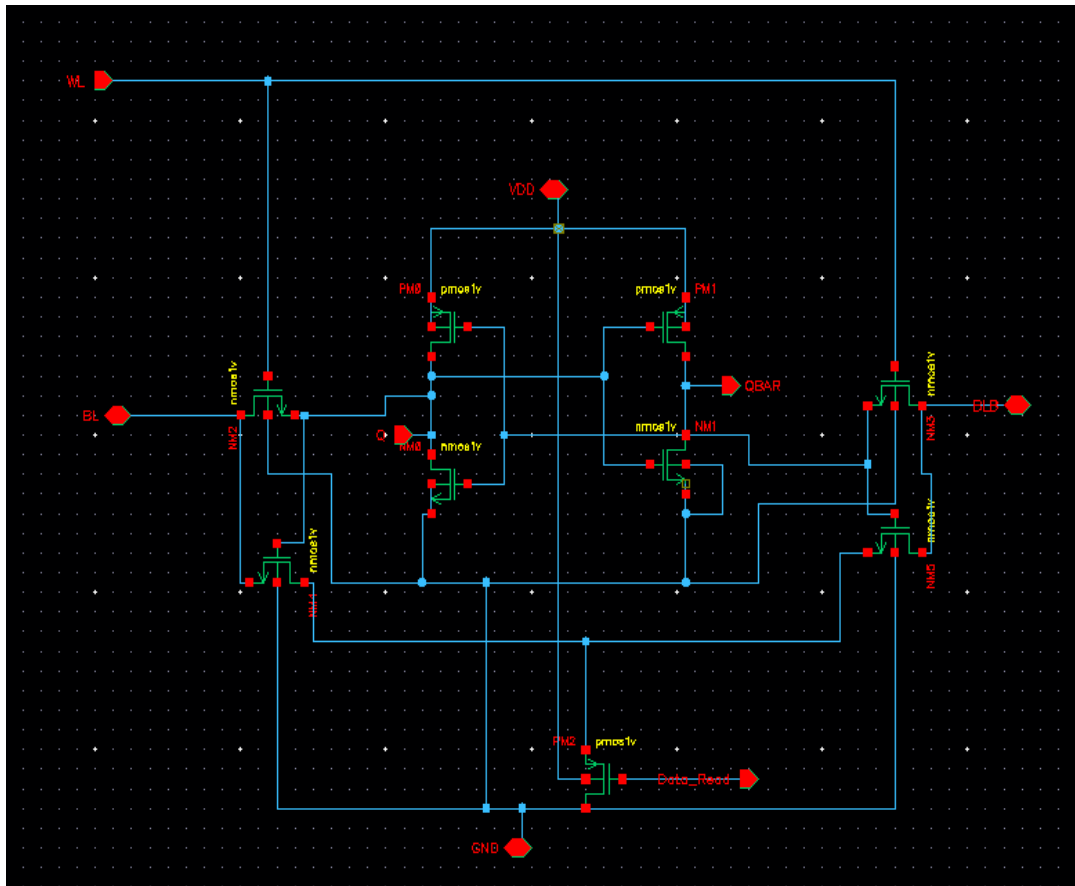 WL
VDD
PM0 pmos1v
pmos1v PM1
nmos1v
nmos1v
QBAR
BL
NM2
Q
NM0 nmos1v
nmos1v NM1
NM3
nmos1v
NM4
nmos1v
NM5
PM2 pmos1v
Data_Read
GND